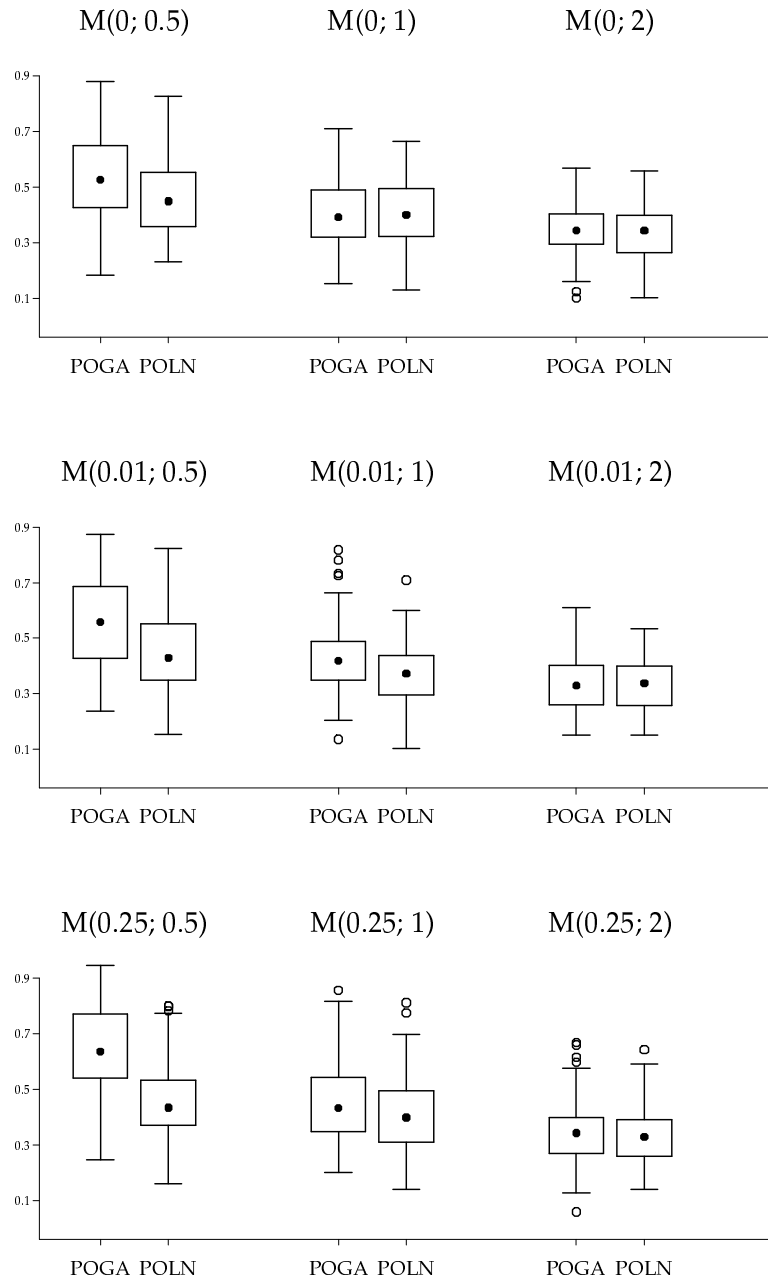 M(0; 0.5) M(0; 1) M(0; 2)
0.9
0.7
0.5
0.3
0.1
POGA POLN POGA POLN POGA POLN
M(0.01; 0.5) M(0.01; 1) M(0.01; 2)
0.9
0.7
0.5
0.3
0.1
POGA POLN POGA POLN POGA POLN
M(0.25; 0.5) M(0.25; 1) M(0.25; 2)
0.9
0.7
0.5
0.3
0.1
POGA POLN POGA POLN POGA POLN